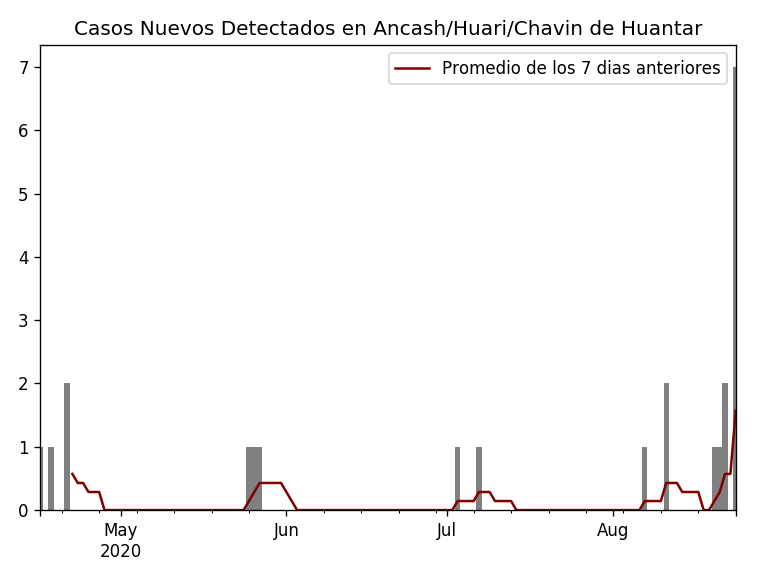 Casos Nuevos Detectados en Ancash/Huari/Chavin de Huantar
Promedio de los 7 dias anteriores
7
6
5
4
3
2
1
0
May
2020
Jun
Jul
Aug